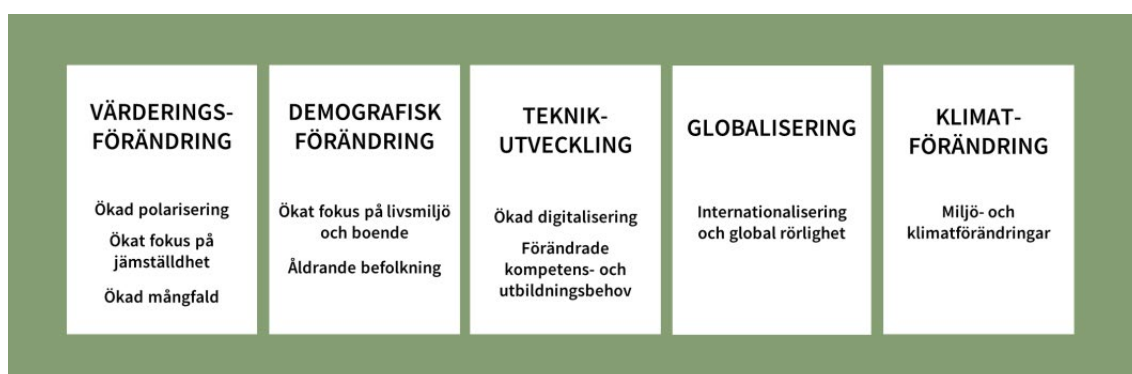 VÄRDERINGS-
FÖRÄNDRING
Ökad polarisering
Ökat fokus på
jämställdhet
Ökad mångfald
DEMOGRAFISK
FÖRÄNDRING
Ökat fokus på livsmiljö
och boende
Åldrande befolkning
TEKNIK-
UTVECKLING
Ökad digitalisering
Förändrade
kompetens- och
utbildningsbehov
GLOBALISERING
Internationalisering
och global rörlighet
KLIMAT-
FÖRÄNDRING
Miljö- och
klimatförändringar